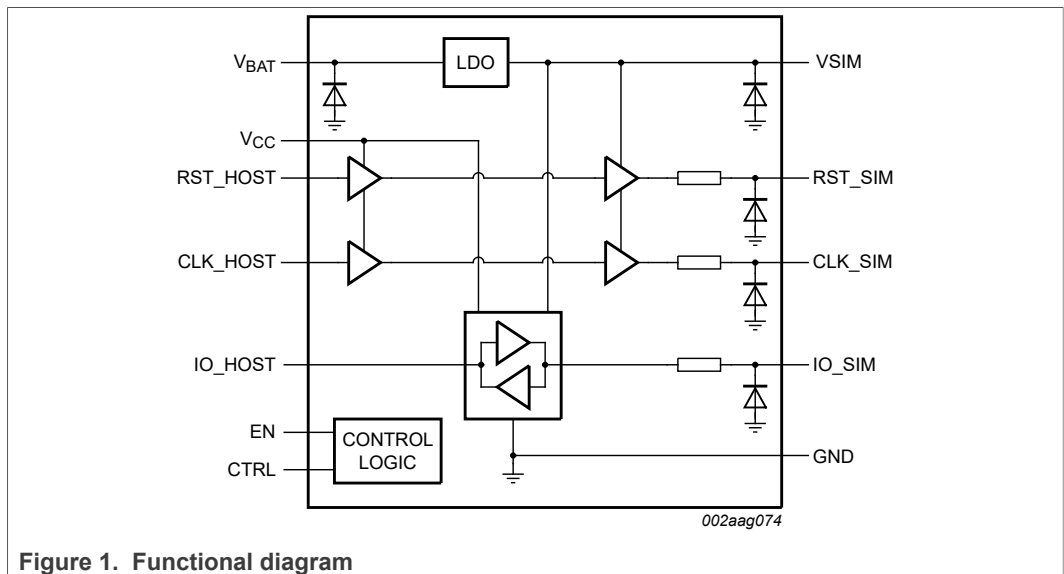 VBAT
LDO
VSIM
VCC
RST_HOST
RST_SIM
CLK_HOST
CLK_SIM
IO_HOST
IO_SIM
EN
CONTROL
LOGIC
CTRL
GND
002aag074
Figure 1. Functional diagram